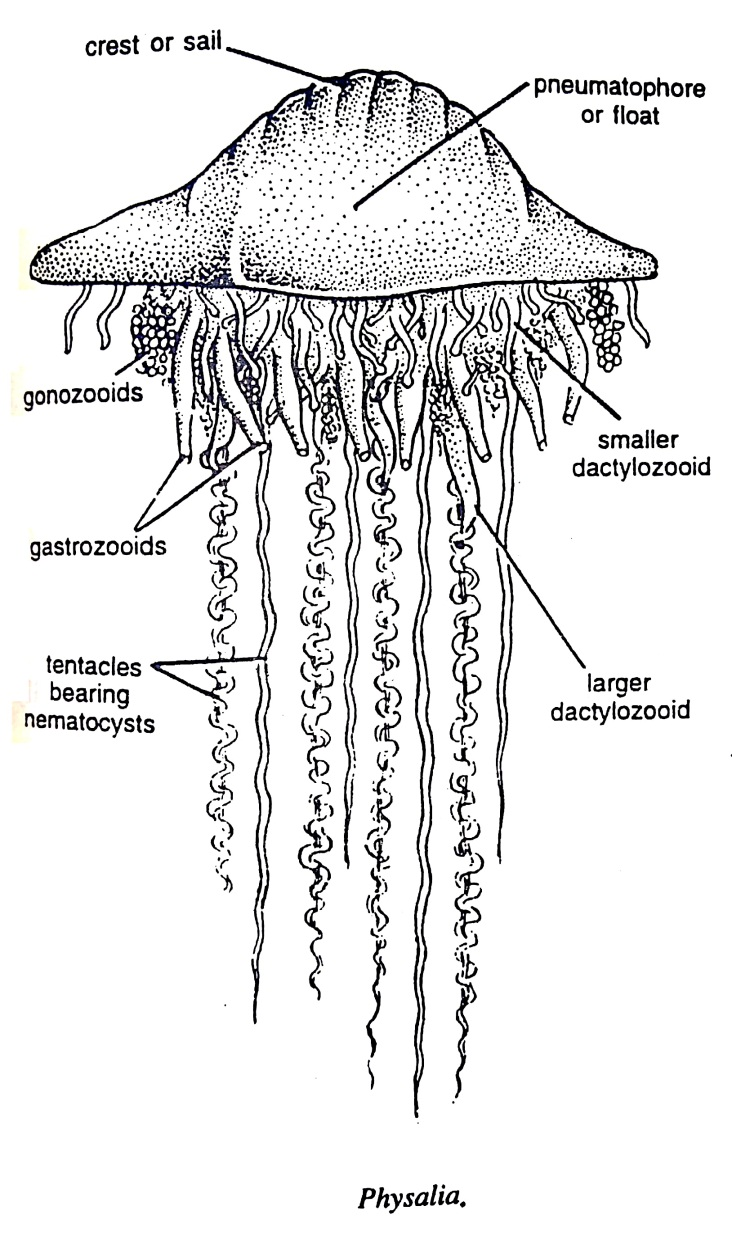 crest or sail
pneumatophore
or float
gonozooids
smaller
dactylozooid
gastrozooids
tentacles
bearing
nematocysts
larger
dactylozooid
Physalia.